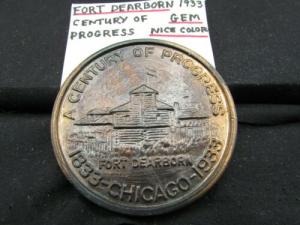 FORT DEARBORN 1933
CENTURY OF GEM
PROGRESS NICE COLOR
A CENTURY OF PROGRESS
FORT DEARBORN
1833-CHICAGO-1933